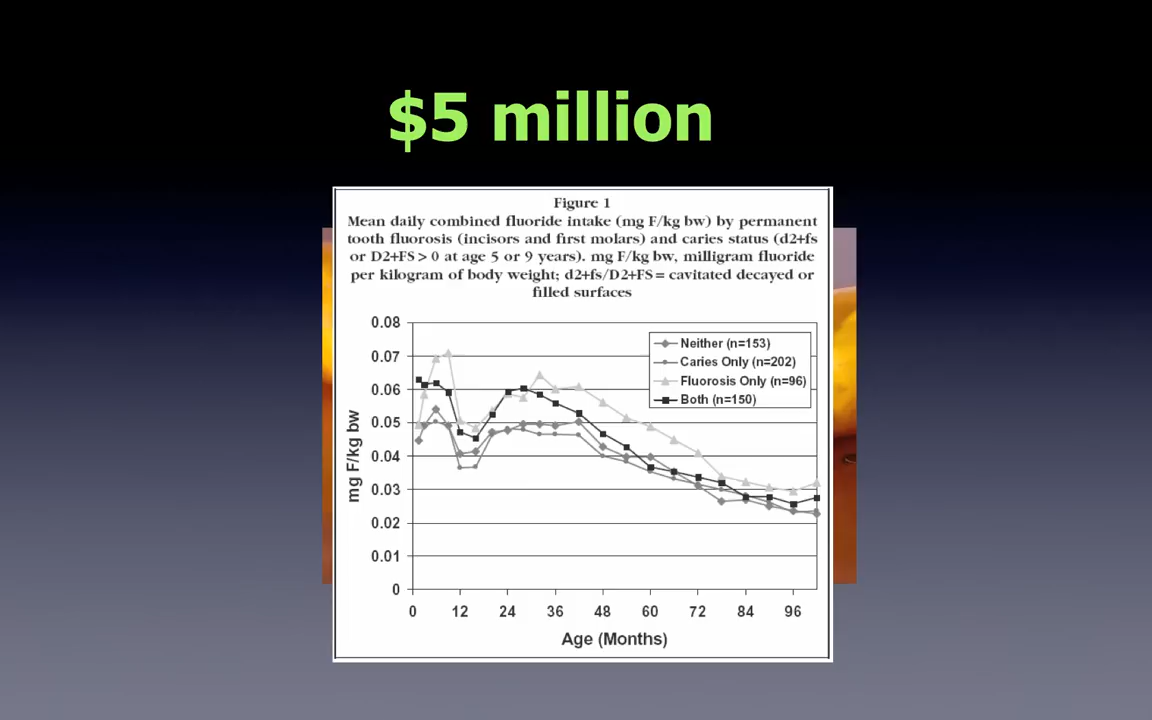 $5 million
Figure 1
Mean daily combined fluoride intake (mg F/kg bw) by permanent
tooth fluorosis (incisors and first molars) and caries status (d2+fs
or D2+FS > 0 at age 5 or 9 years). mg F/kg bw, milligram fluoride
per kilogram of body weight; d2+fs/D2+FS = cavitated decayed or
filled surfaces
0.08
0.07
0.06
0.05
0.04
0.03
0.02
0.01
0
mg F/kg bw
Neither (n=153)
Caries Only (n=202)
Fluorosis Only (n=96)
Both (n=150)
0 12 24 36 48 60 72 84 96
Age (Months)